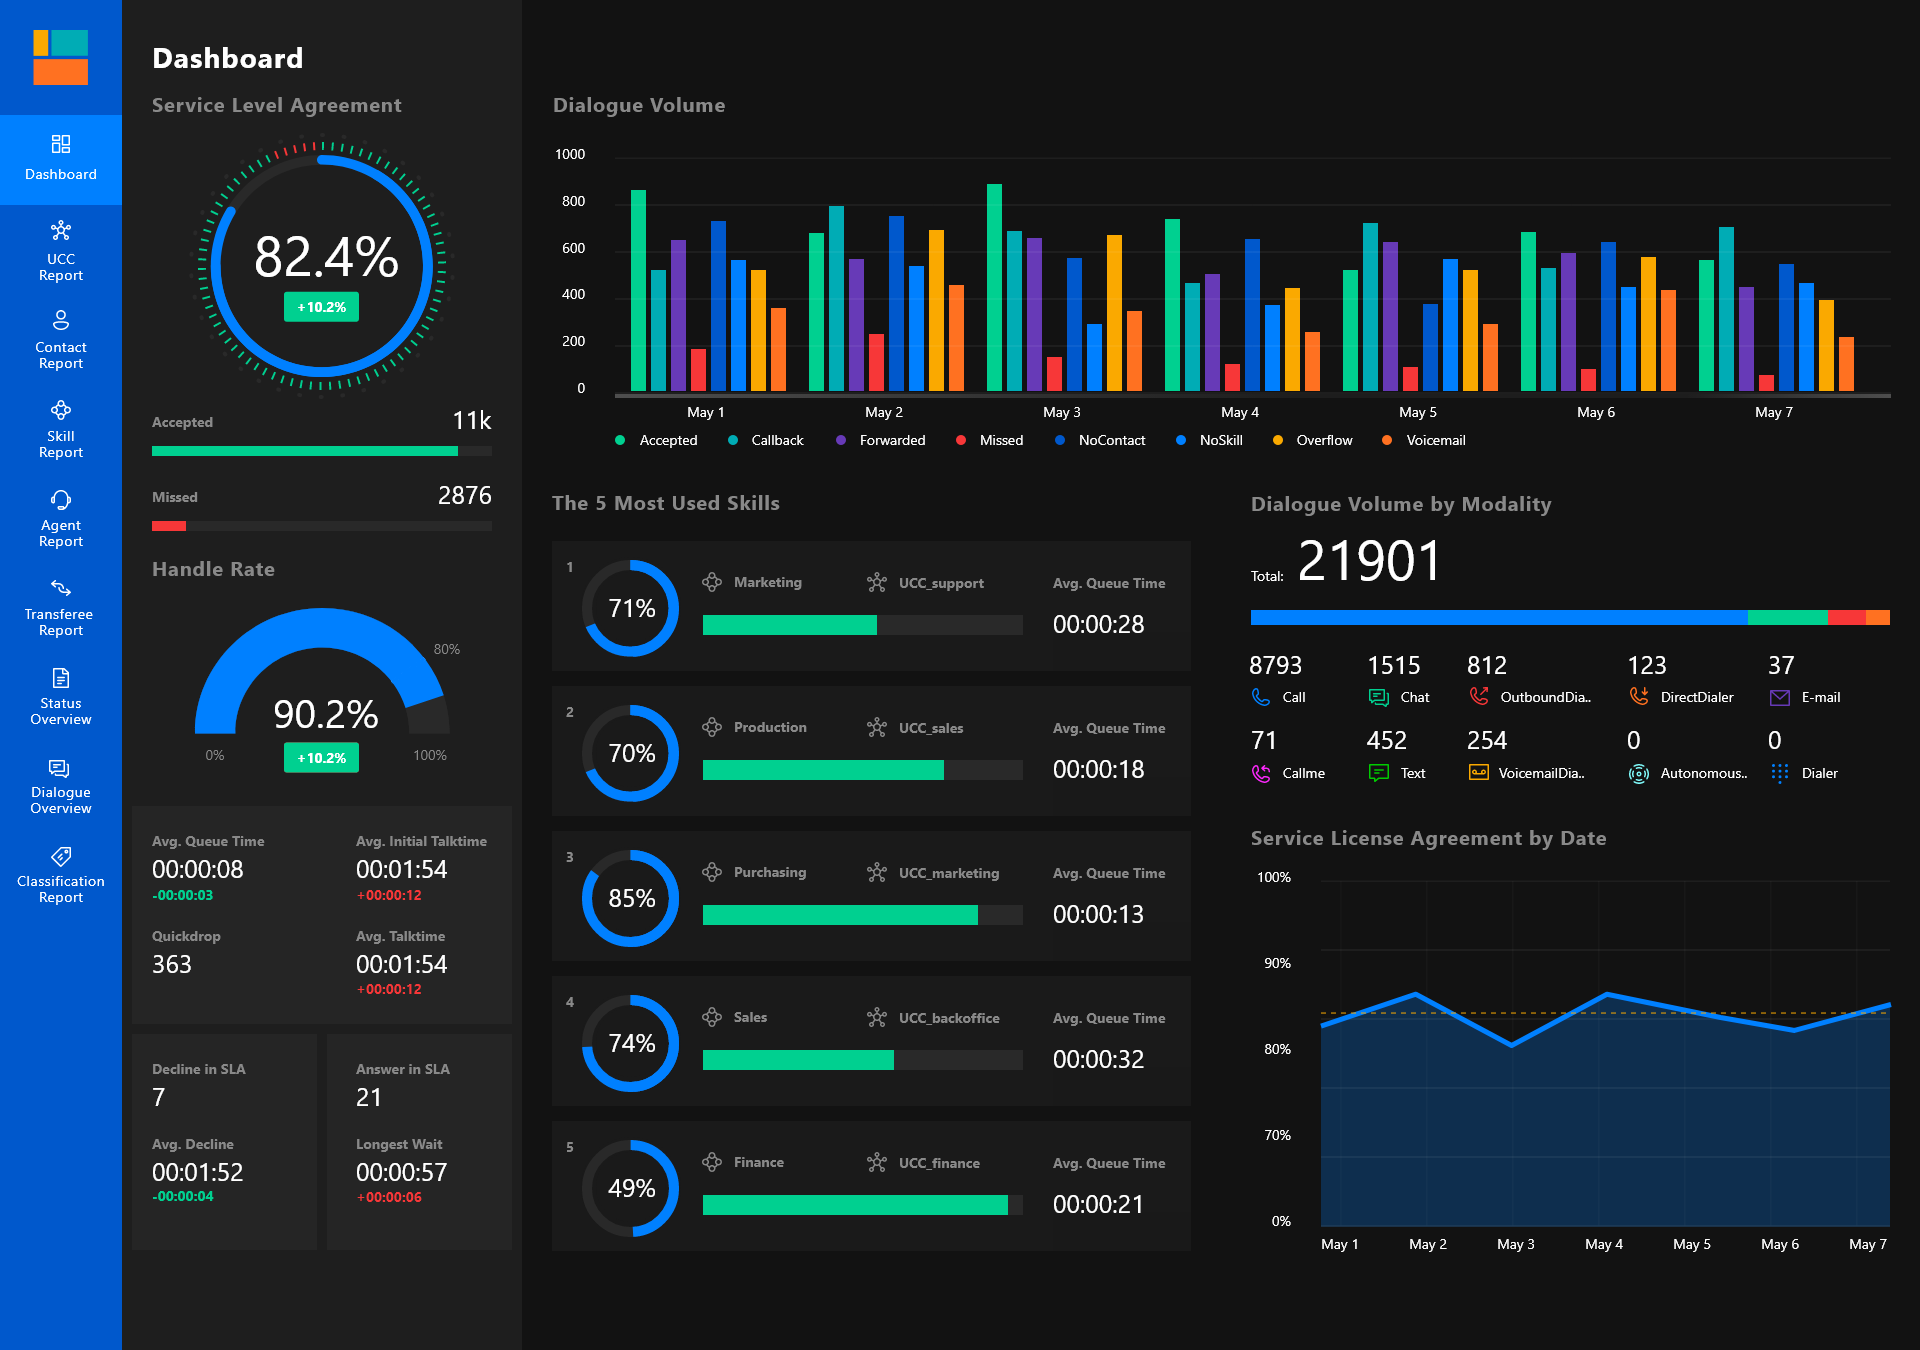 Dashboard
UCC
Report
Contact
Report
Skill
Report
Agent
Report
Transferee
Report
Status
Overview
Dialogue
Overview
Classification
Report
Dashboard
Service Level Agreement
82.4%
+10.2%
Accepted 11k
Missed 2876
Handle Rate
80%
90.2%
0% +10.2% 100%
Avg. Queue Time Avg. Initial Talktime
00:00:08 00:01:54
-00:00:03 +00:00:12
Quickdrop Avg. Talktime
363 00:01:54
+00:00:12
Decline in SLA Answer in SLA
7 21
Avg. Decline Longest Wait
00:01:52 00:00:57
-00:00:04 +00:00:06
Dialogue Volume
1000
800
600
400
200
0
May 1 May 2 May 3 May 4 May 5 May 6 May 7
Accepted Callback Forwarded Missed NoContact NoSkill Overflow Voicemail
The 5 Most Used Skills
1 71% Marketing UCC_support Avg. Queue Time
00:00:28
2 70% Production UCC_sales Avg. Queue Time
00:00:18
3 85% Purchasing UCC_marketing Avg. Queue Time
00:00:13
4 74% Sales UCC_backoffice Avg. Queue Time
00:00:32
5 49% Finance UCC_finance Avg. Queue Time
00:00:21
Dialogue Volume by Modality
Total: 21901
8793 1515 812 123 37
Call Chat OutboundDia.. DirectDialer E-mail
71 452 254 0 0
Callme Text VoicemailDia.. Autonomous.. Dialer
Service License Agreement by Date
100%
90%
80%
70%
0%
May 1 May 2 May 3 May 4 May 5 May 6 May 7